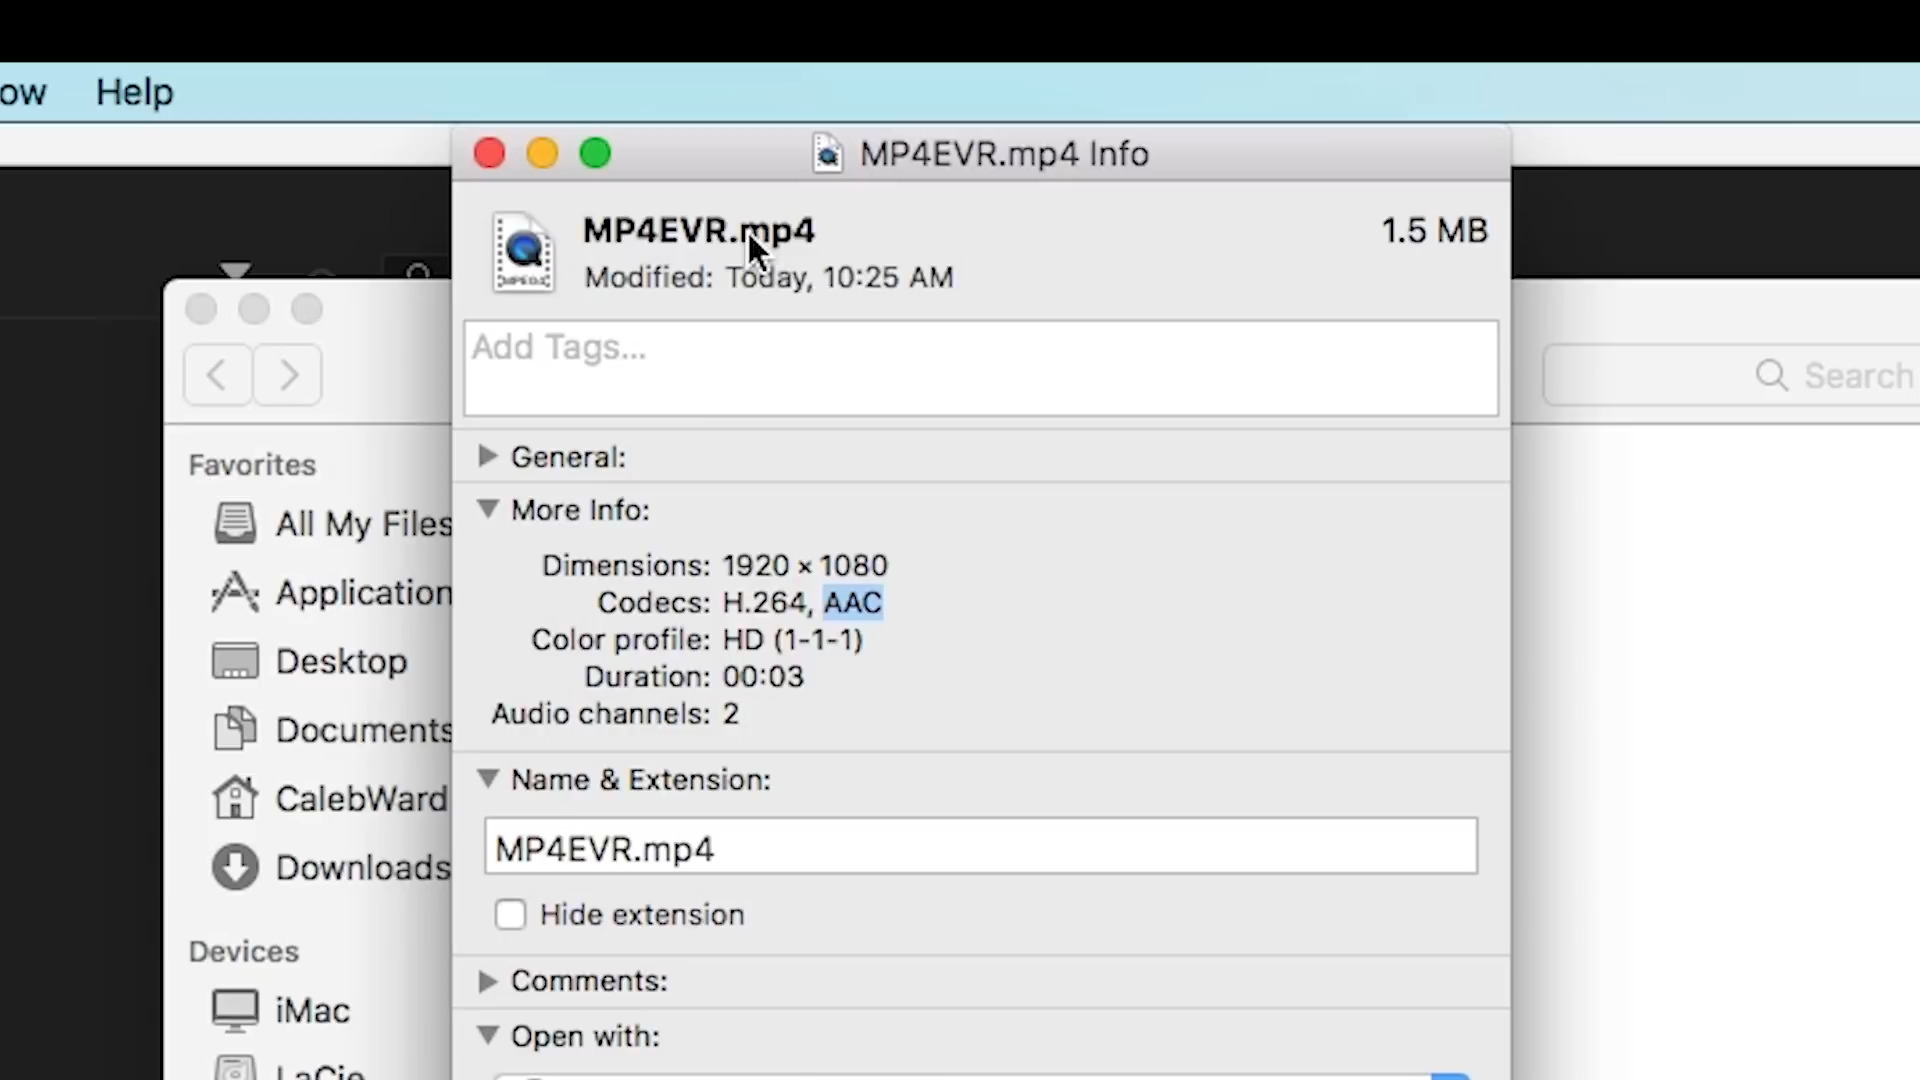 ow Help
MP4EVR.mp4 Info
MP4EVR.mp4 1.5 MB
Modified: Today, 10:25 AM
Add Tags...
Search
General:
More Info:
Dimensions: 1920 × 1080
Codecs: H.264, AAC
Color profile: HD (1-1-1)
Duration: 00:03
Audio channels: 2
Name & Extension:
MP4EVR.mp4
Hide extension
Comments:
Open with:
Favorites
All My Files
Application
Desktop
Documents
CalebWard
Downloads
Devices
iMac
LaCie